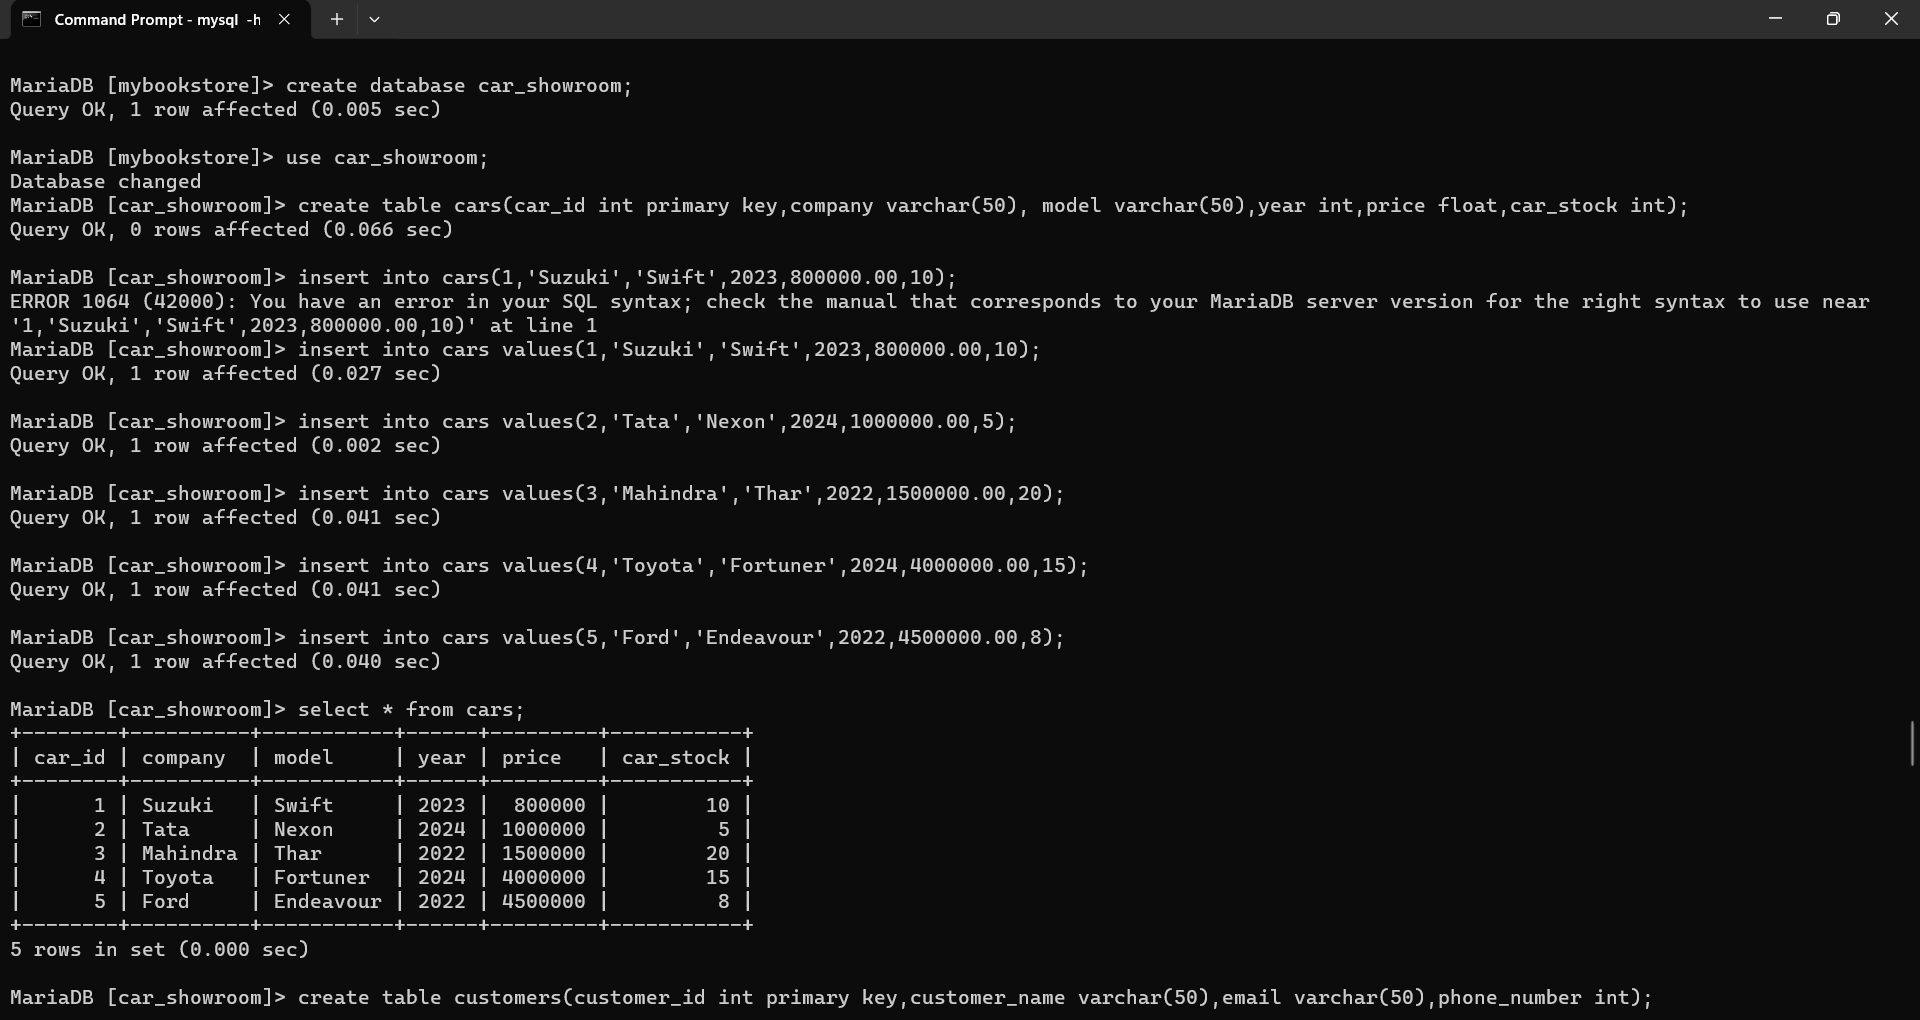 Command Prompt - mysql -h
MariaDB [mybookstore]> create database car_showroom;
Query OK, 1 row affected (0.005 sec)
MariaDB [mybookstore]> use car_showroom;
Database changed
MariaDB [car_showroom]> create table cars(car_id int primary key,company varchar(50), model varchar(50),year int,price float,car_stock int);
Query OK, 0 rows affected (0.066 sec)
MariaDB [car_showroom]> insert into cars(1,'Suzuki','Swift',2023,800000.00,10);
ERROR 1064 (42000): You have an error in your SQL syntax; check the manual that corresponds to your MariaDB server version for the right syntax to use near
'1,'Suzuki','Swift',2023,800000.00,10)' at line 1
MariaDB [car_showroom]> insert into cars values(1,'Suzuki','Swift',2023,800000.00,10);
Query OK, 1 row affected (0.027 sec)
MariaDB [car_showroom]> insert into cars values(2,'Tata','Nexon',2024,1000000.00,5);
Query OK, 1 row affected (0.002 sec)
MariaDB [car_showroom]> insert into cars values(3,'Mahindra','Thar',2022,1500000.00,20);
Query OK, 1 row affected (0.041 sec)
MariaDB [car_showroom]> insert into cars values(4,'Toyota','Fortuner',2024,4000000.00,15);
Query OK, 1 row affected (0.041 sec)
MariaDB [car_showroom]> insert into cars values(5,'Ford','Endeavour',2022,4500000.00,8);
Query OK, 1 row affected (0.040 sec)
MariaDB [car_showroom]> select * from cars;
+--------+----------+-----------+------+---------+-----------+
| car_id | company  | model     | year | price   | car_stock |
+--------+----------+-----------+------+---------+-----------+
|      1 | Suzuki   | Swift     | 2023 |  800000 |        10 |
|      2 | Tata     | Nexon     | 2024 | 1000000 |         5 |
|      3 | Mahindra | Thar      | 2022 | 1500000 |        20 |
|      4 | Toyota   | Fortuner  | 2024 | 4000000 |        15 |
|      5 | Ford     | Endeavour | 2022 | 4500000 |         8 |
+--------+----------+-----------+------+---------+-----------+
5 rows in set (0.000 sec)
MariaDB [car_showroom]> create table customers(customer_id int primary key,customer_name varchar(50),email varchar(50),phone_number int);